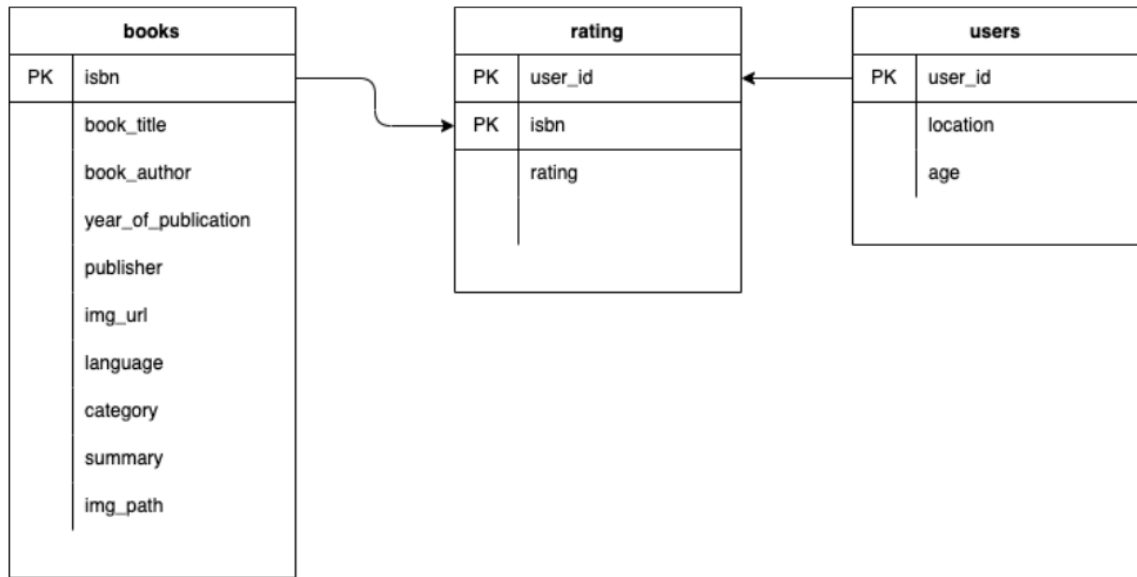 books
PK isbn
book_title
book_author
year_of_publication
publisher
img_url
language
category
summary
img_path
rating
PK user_id
PK isbn
rating
users
PK user_id
location
age